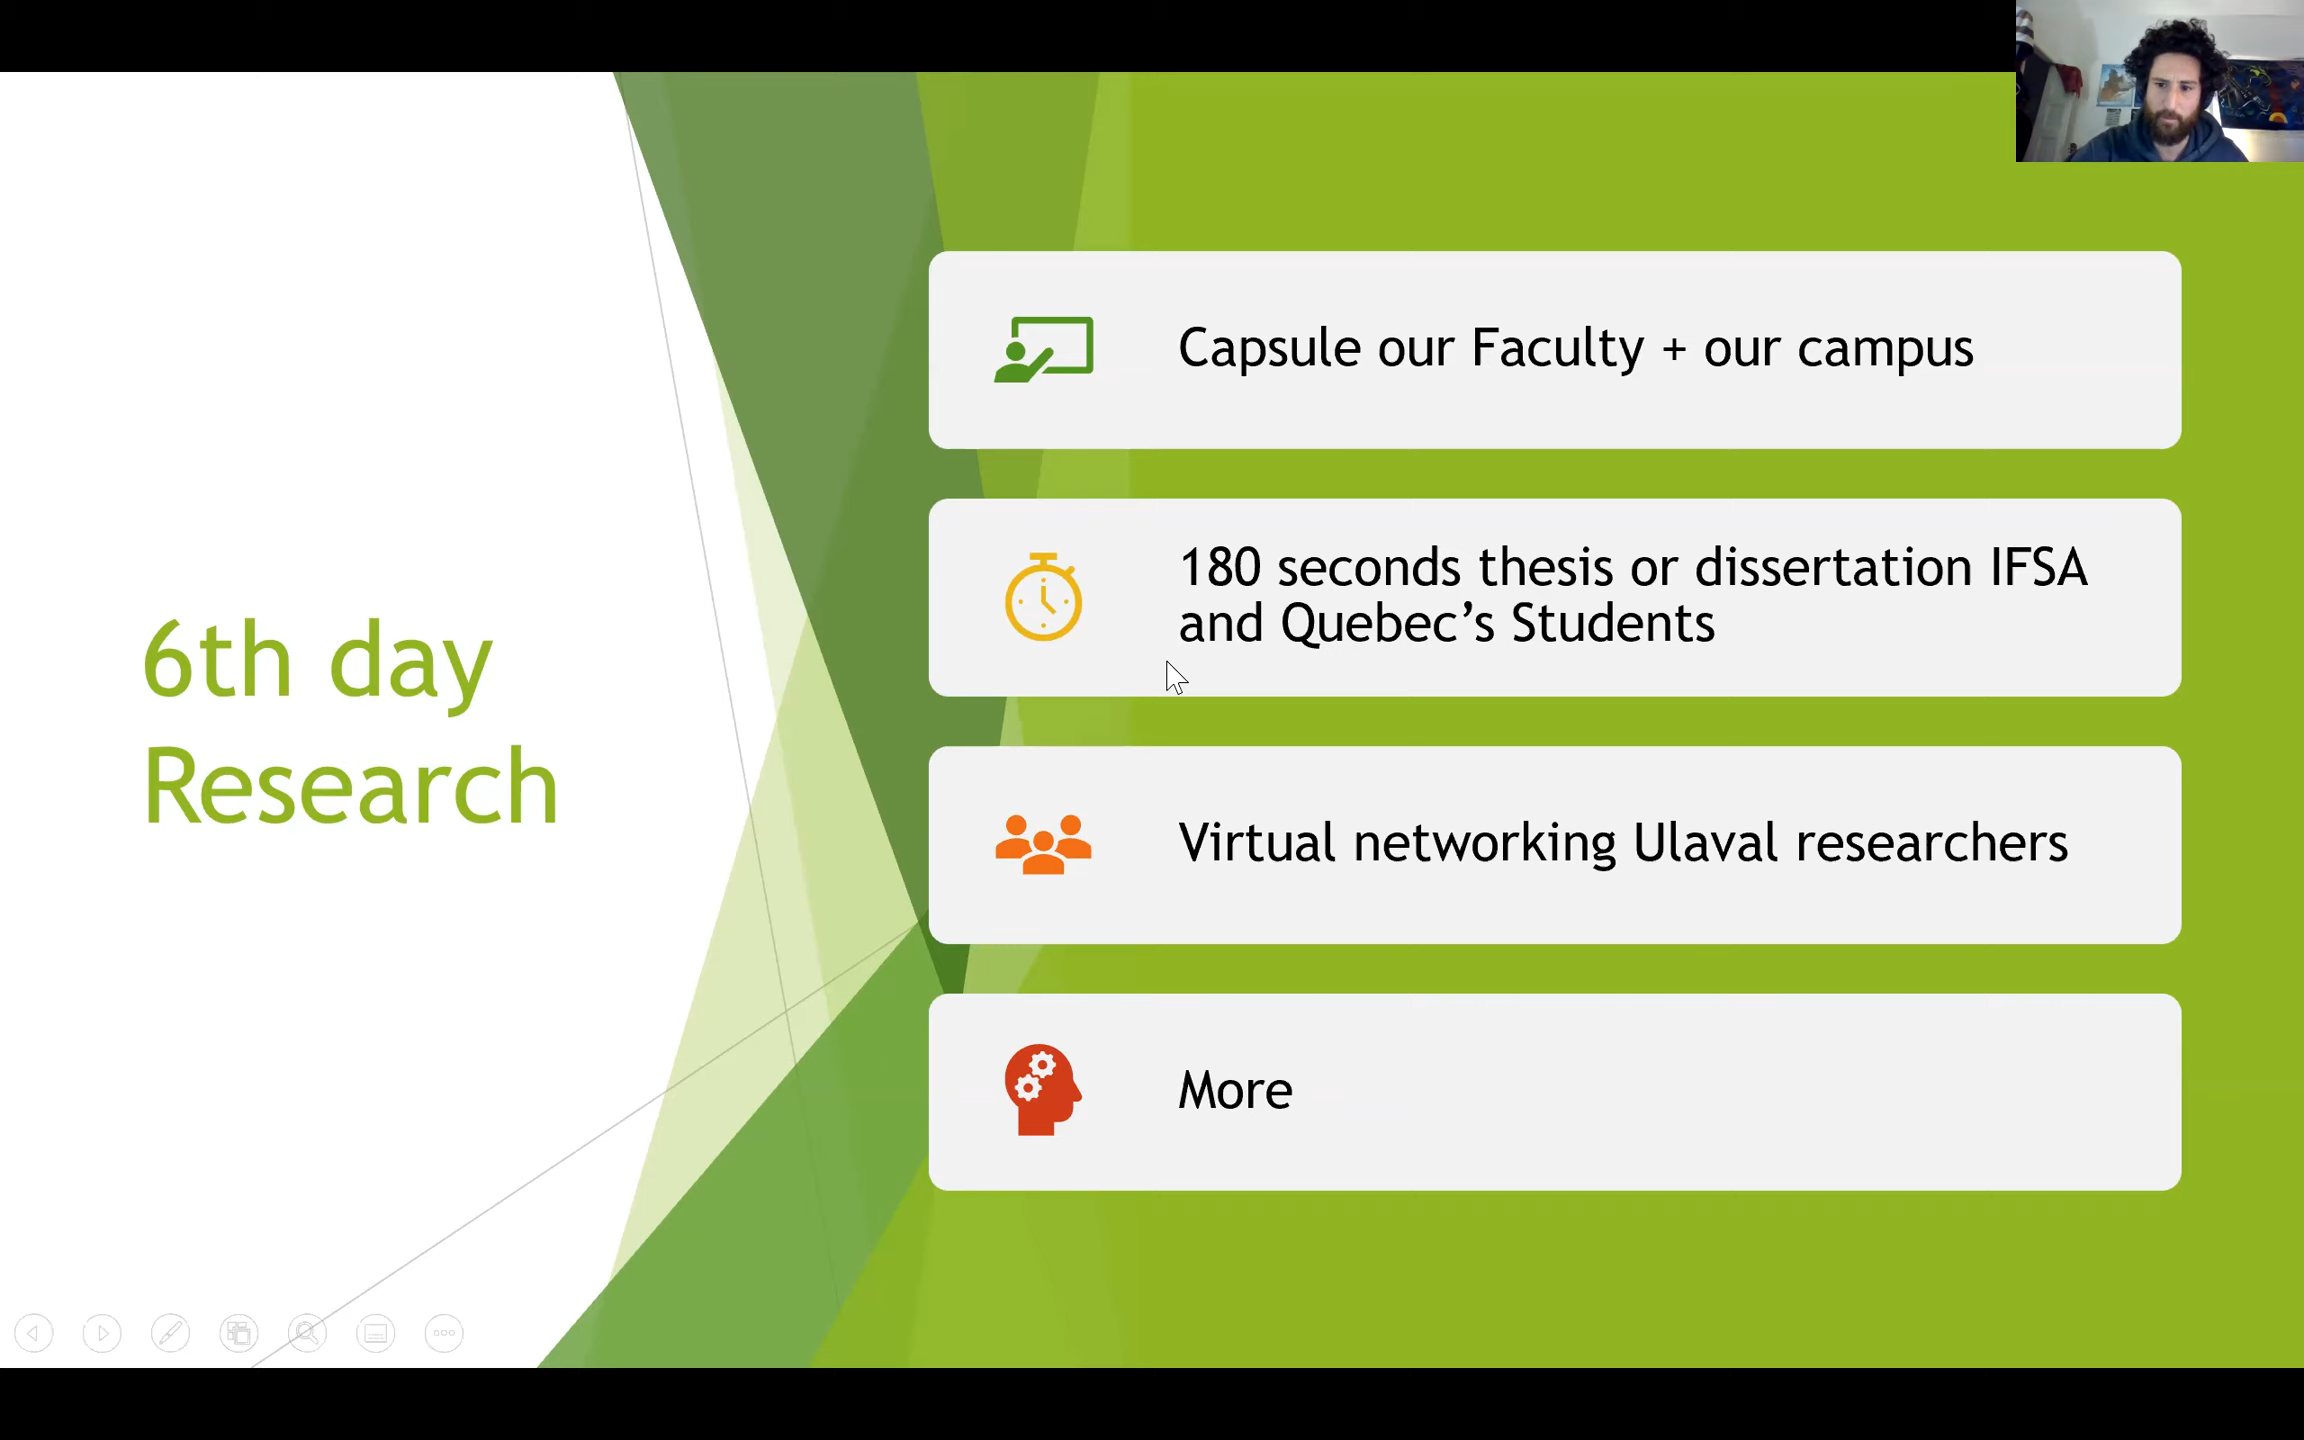 6th day
Research
Capsule our Faculty + our campus
180 seconds thesis or dissertation IFSA
and Quebec’s Students
Virtual networking Ulaval researchers
More